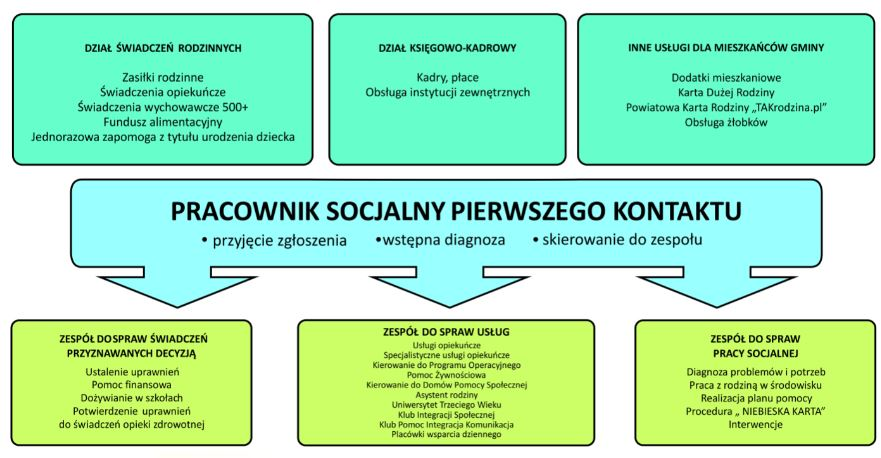 DZIAŁ ŚWIADCZEŃ RODZINNYCH
Zasiłki rodzinne
Świadczenia opiekuńcze
Świadczenia wychowawcze 500+
Fundusz alimentacyjny
Jednorazowa zapomoga z tytułu urodzenia dziecka
DZIAŁ KSIĘGOWO-KADROWY
Kadry, płace
Obsługa instytucji zewnętrznych
INNE USŁUGI DLA MIESZKAŃCÓW GMINY
Dodatki mieszkaniowe
Karta Dużej Rodziny
Powiatowa Karta Rodziny „TAKrodzina.pl”
Obsługa żłobków
PRACOWNIK SOCJALNY PIERWSZEGO KONTAKTU
• przyjęcie zgłoszenia •wstępna diagnoza • skierowanie do zespołu
ZESPÓŁ DO SPRAW ŚWIADCZEŃ
PRZYZNAWANYCH DECYZJĄ
Ustalenie uprawnień
Pomoc finansowa
Dożywianie w szkołach
Potwierdzenie uprawnień
do świadczeń opieki zdrowotnej
ZESPÓŁ DO SPRAW USŁUG
Usługi opiekuńcze
Specjalistyczne usługi opiekuńcze
Kierowanie do Programu Operacyjnego
Pomoc Żywnościowa
Kierowanie do Domów Pomocy Społecznej
Asystent rodziny
Uniwersytet Trzeciego Wieku
Klub Integracji Społecznej
Klub Pomoc Integracja Komunikacja
Placówki wsparcia dziennego
ZESPÓŁ DO SPRAW
PRACY SOCJALNEJ
Diagnoza problemów i potrzeb
Praca z rodziną w środowisku
Realizacja planu pomocy
Procedura „ NIEBIESKA KARTA”
Interwencje